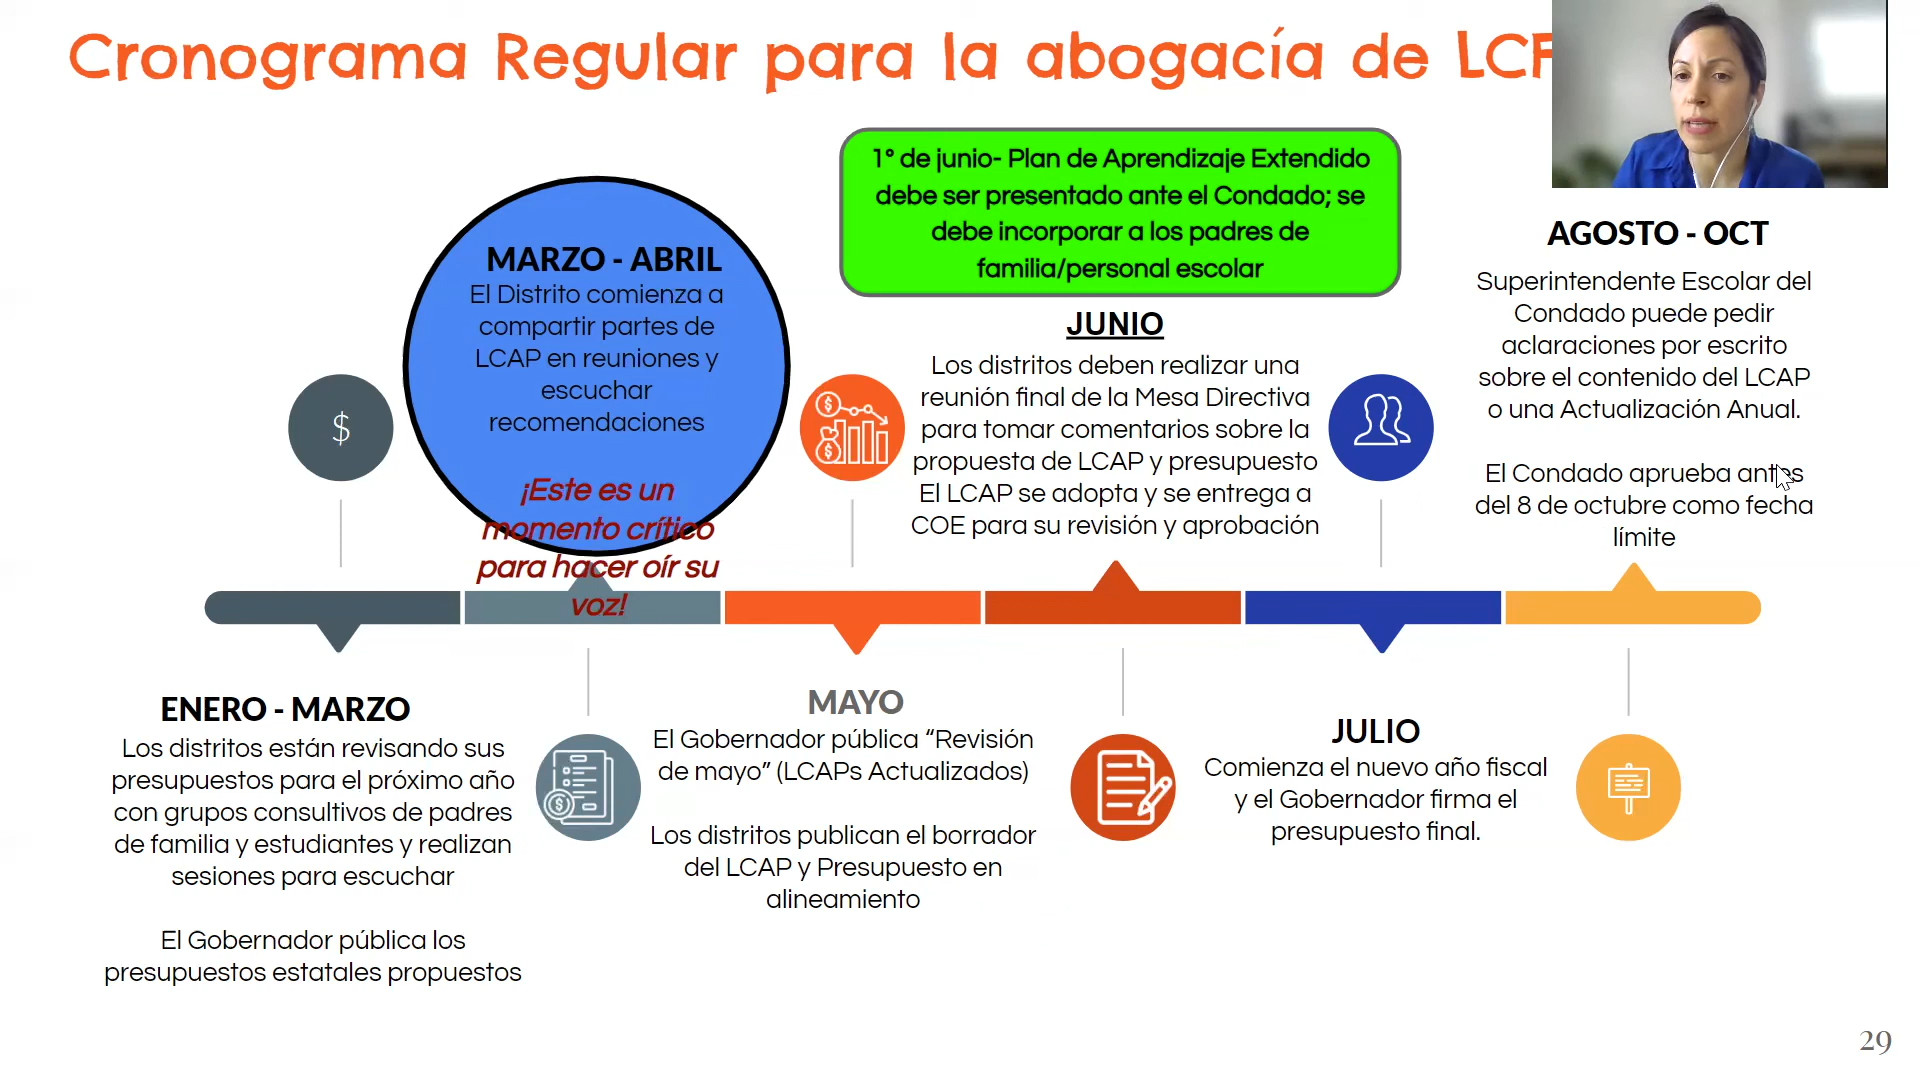 Cronograma Regular para la abogacía de LCF
1° de junio- Plan de Aprendizaje Extendido
debe ser presentado ante el Condado; se
debe incorporar a los padres de
familia/personal escolar
MARZO - ABRIL
El Distrito comienza a
compartir partes de
LCAP en reuniones y
escuchar
recomendaciones
¡Este es un
momento crítico
para hacer oír su
voz!
JUNIO
Los distritos deben realizar una
reunión final de la Mesa Directiva
para tomar comentarios sobre la
propuesta de LCAP y presupuesto
El LCAP se adopta y se entrega a
COE para su revisión y aprobación
AGOSTO - OCT
Superintendente Escolar del
Condado puede pedir
aclaraciones por escrito
sobre el contenido del LCAP
o una Actualización Anual.
El Condado aprueba antes
del 8 de octubre como fecha
límite
$
ENERO - MARZO
Los distritos están revisando sus
presupuestos para el próximo año
con grupos consultivos de padres
de familia y estudiantes y realizan
sesiones para escuchar
El Gobernador pública los
presupuestos estatales propuestos
MAYO
El Gobernador pública “Revisión
de mayo” (LCAPs Actualizados)
Los distritos publican el borrador
del LCAP y Presupuesto en
alineamiento
JULIO
Comienza el nuevo año fiscal
y el Gobernador firma el
presupuesto final.
29